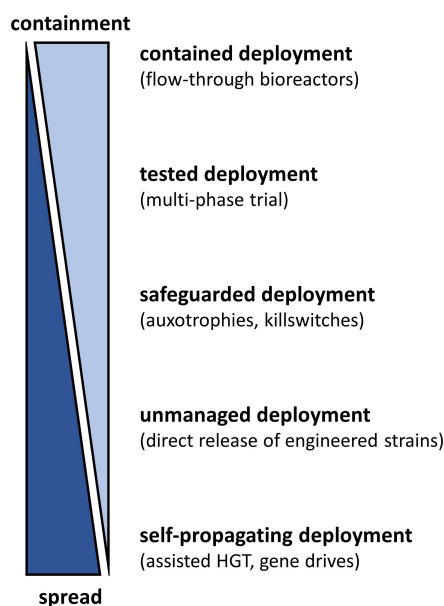 containment
contained deployment
(flow-through bioreactors)
tested deployment
(multi-phase trial)
safeguarded deployment
(auxotrophies, killswitches)
unmanaged deployment
(direct release of engineered strains)
self-propagating deployment
(assisted HGT, gene drives)
spread